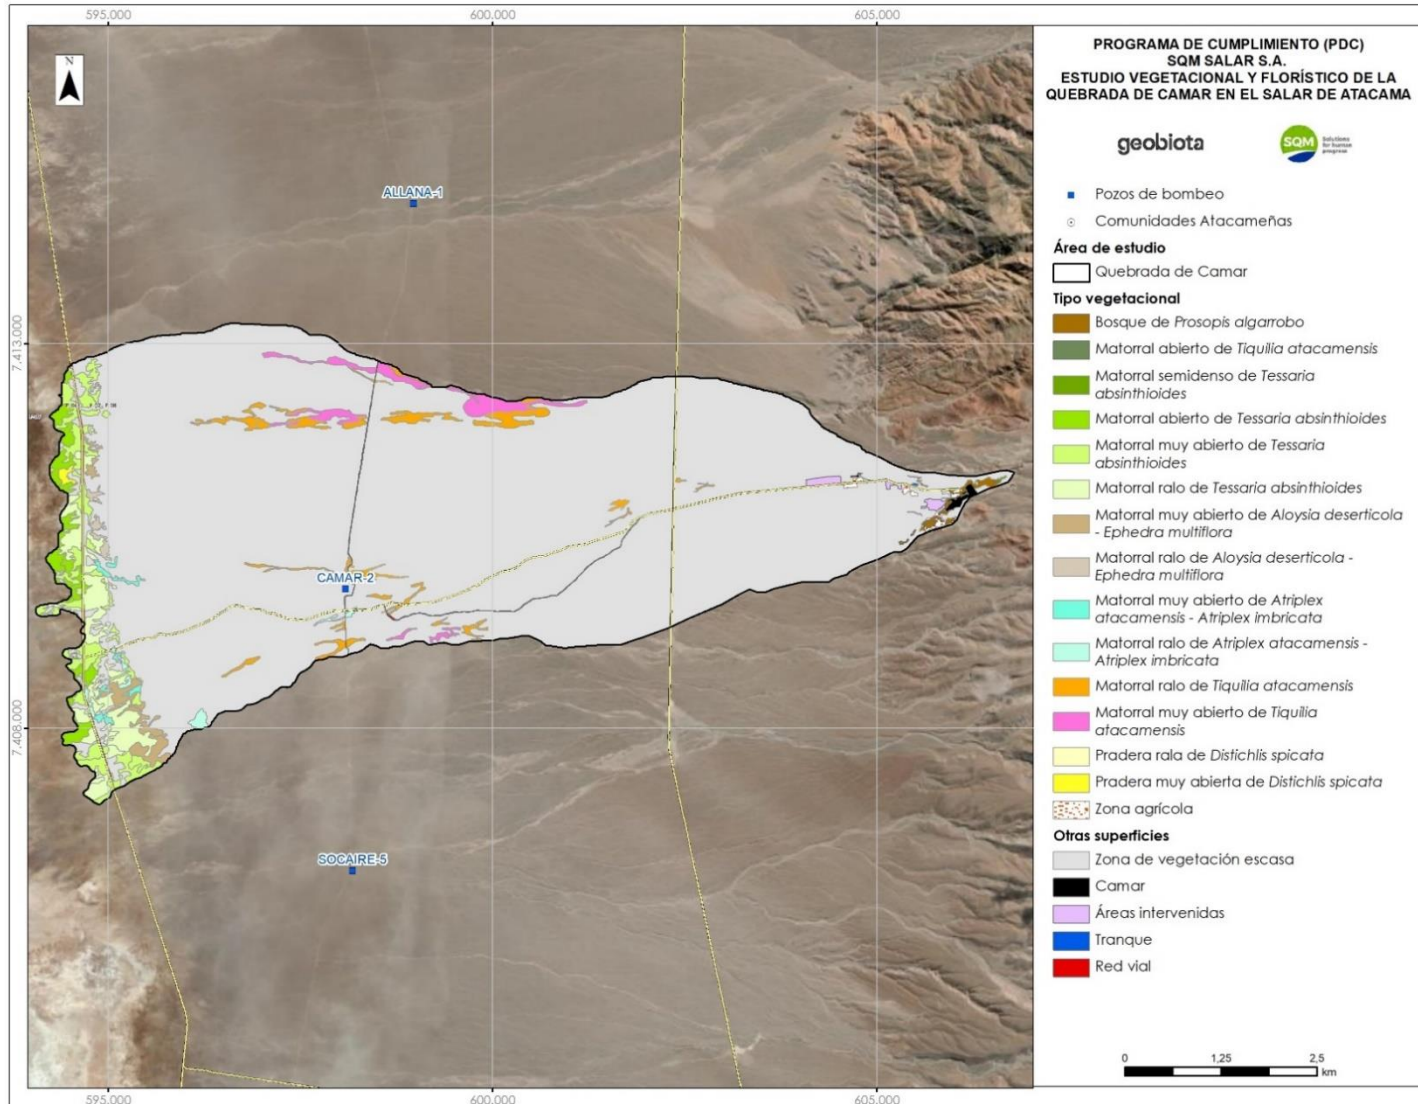 595.000
600.000
605.000
N
7.413.000
7.408.000
ALLANA-1
CAMAR-2
SOCAIRE-5
595.000
600.000
605.000
PROGRAMA DE CUMPLIMIENTO (PDC)
SQM SALAR S.A.
ESTUDIO VEGETACIONAL Y FLORÍSTICO DE LA
QUEBRADA DE CAMAR EN EL SALAR DE ATACAMA
geobiota
SQM
Solutions
for human
progress
Pozos de bombeo
Comunidades Atacameñas
Área de estudio
Quebrada de Camar
Tipo vegetacional
Bosque de Prosopis algarrobo
Matorral abierto de Tiquilia atacamensis
Matorral semidenso de Tessaria
absinthioides
Matorral abierto de Tessaria absinthioides
Matorral muy abierto de Tessaria
absinthioides
Matorral ralo de Tessaria absinthioides
Matorral muy abierto de Aloysia deserticola
- Ephedra multiflora
Matorral ralo de Aloysia deserticola -
Ephedra multiflora
Matorral muy abierto de Atriplex
atacamensis - Atriplex imbricata
Matorral ralo de Atriplex atacamensis -
Atriplex imbricata
Matorral ralo de Tiquilia atacamensis
Matorral muy abierto de Tiquilia
atacamensis
Pradera rala de Distichlis spicata
Pradera muy abierta de Distichlis spicata
Zona agrícola
Otras superficies
Zona de vegetación escasa
Camar
Áreas intervenidas
Tranque
Red vial
0 1,25 2,5
km